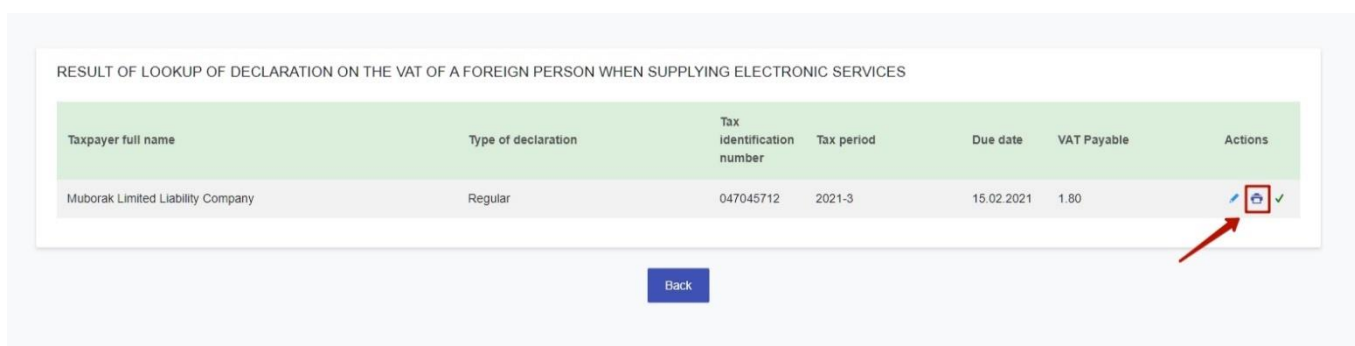 RESULT OF LOOKUP OF DECLARATION ON THE VAT OF A FOREIGN PERSON WHEN SUPPLYING ELECTRONIC SERVICES
Taxpayer full name Type of declaration Tax identification number Tax period Due date VAT Payable Actions
Muborak Limited Liability Company Regular 047045712 2021-3 15.02.2021 1.80
Back